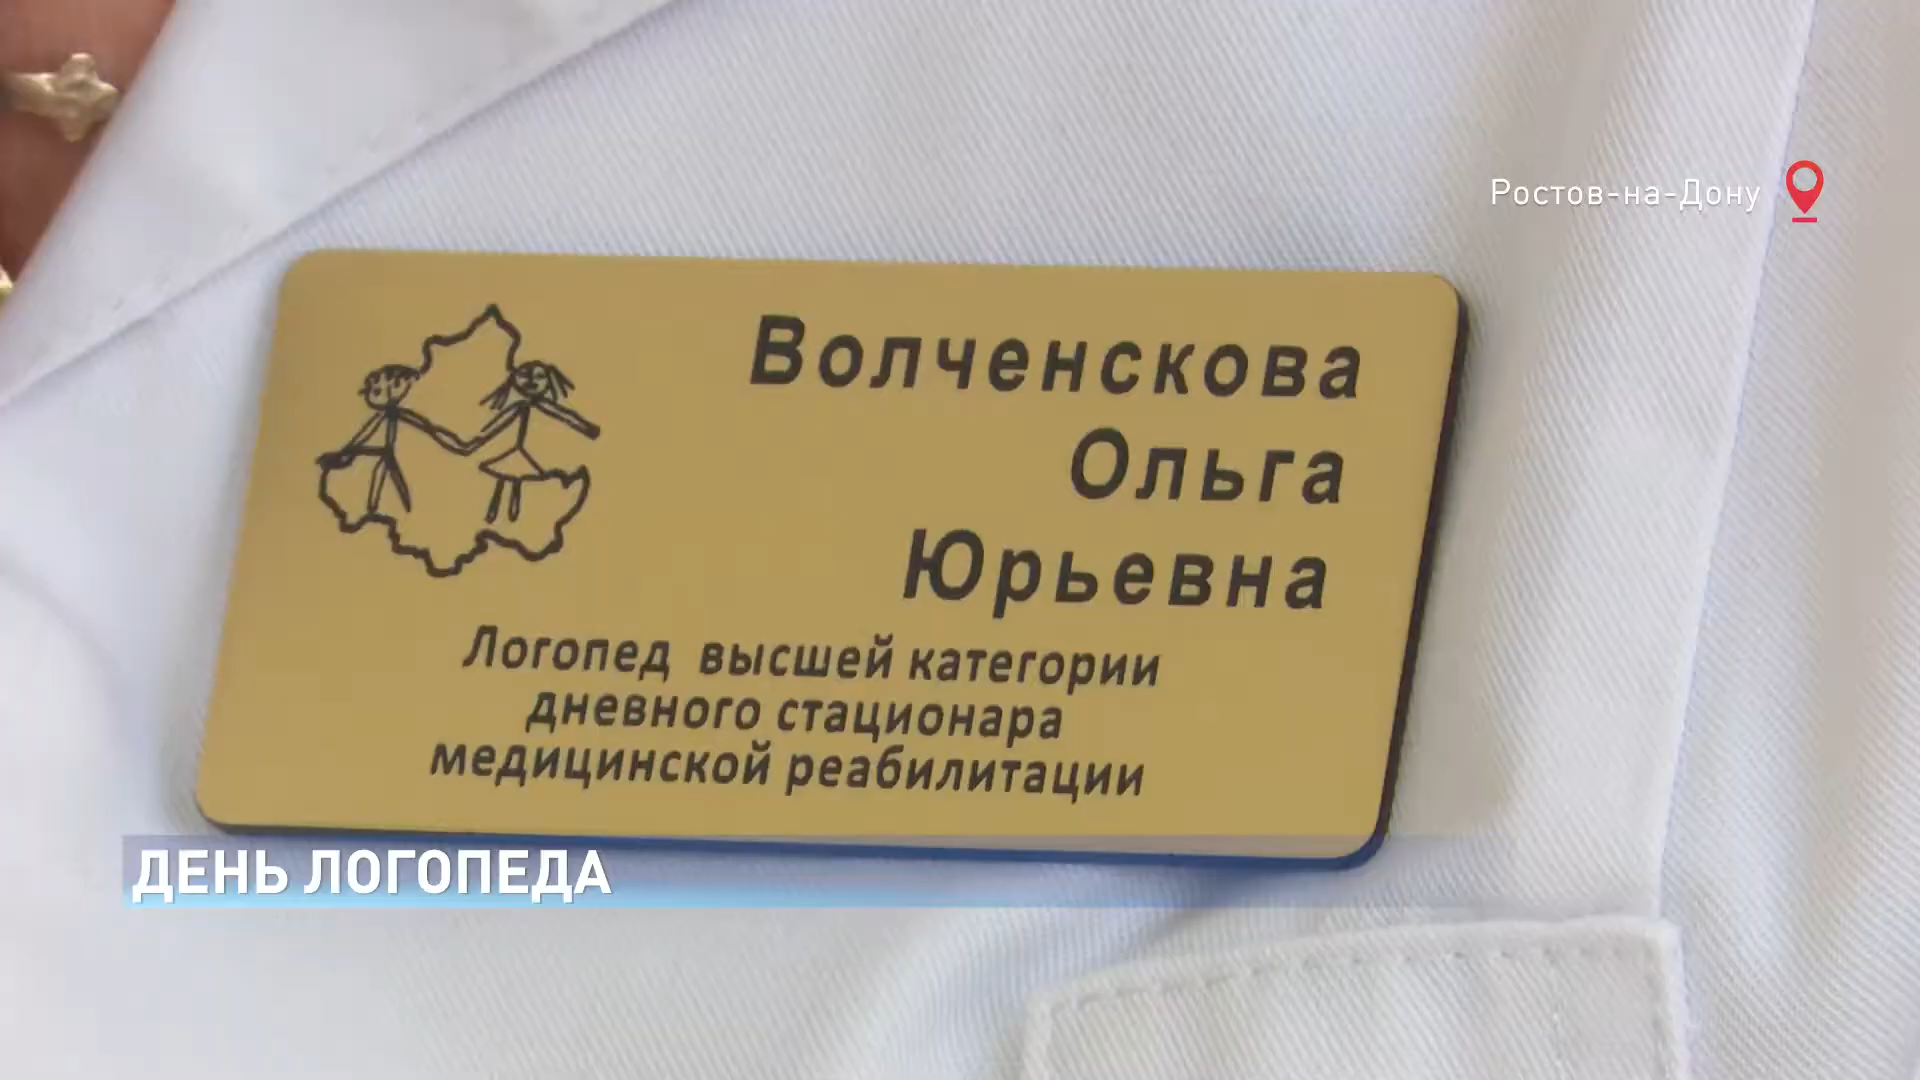 Ростов-на-Дону
Волченскова
Ольга
Юрьевна
Логопед высшей категории
дневного стационара
медицинской реабилитации
ДЕНЬ ЛОГОПЕДА